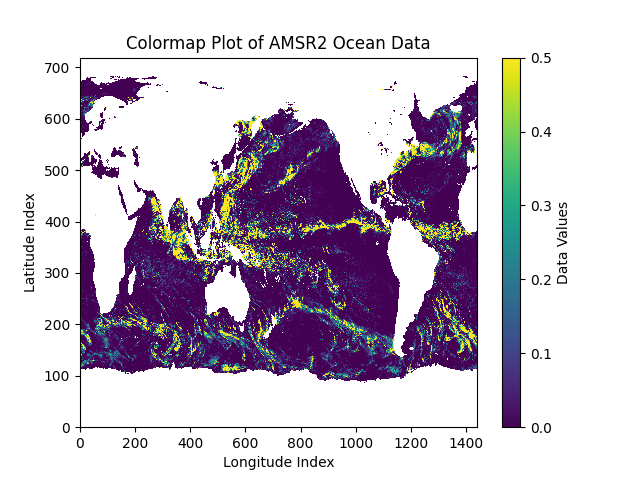 Colormap Plot of AMSR2 Ocean Data
700
600
500
400
300
200
100
0
Latitude Index
0 200 400 600 800 1000 1200 1400
Longitude Index
0.5
0.4
0.3
0.2
0.1
0.0
Data Values